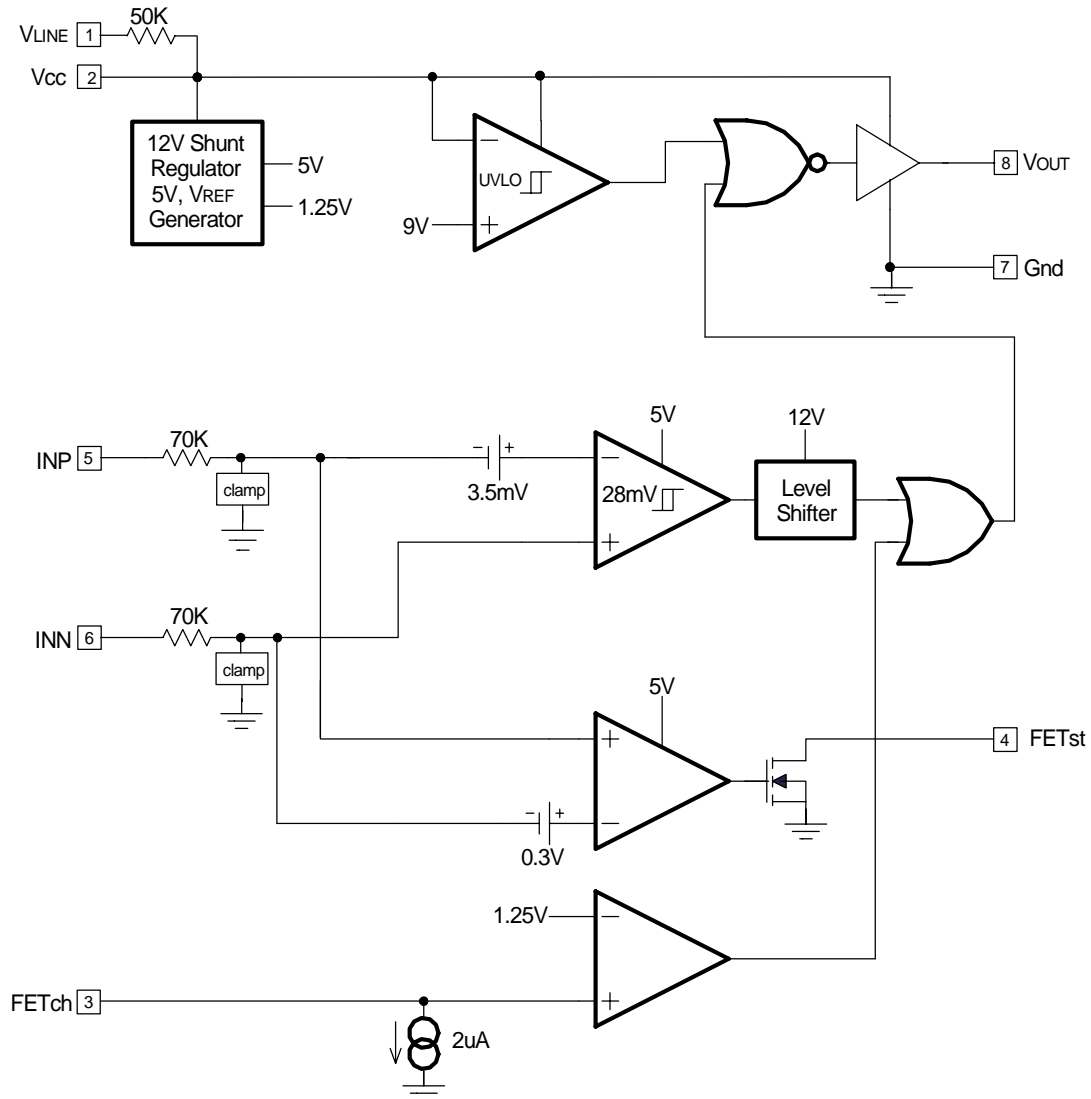 50K
VLINE 1
Vcc 2
12V Shunt
Regulator
5V, VREF
Generator
5V
1.25V
−
UVLO
9V
+
8 VOUT
7 Gnd
5V
12V
INP 5
70K
clamp
− +
3.5mV
−
28mV
+
Level
Shifter
INN 6
70K
clamp
5V
+
−
− +
0.3V
4 FETst
1.25V
−
+
FETch 3
2uA